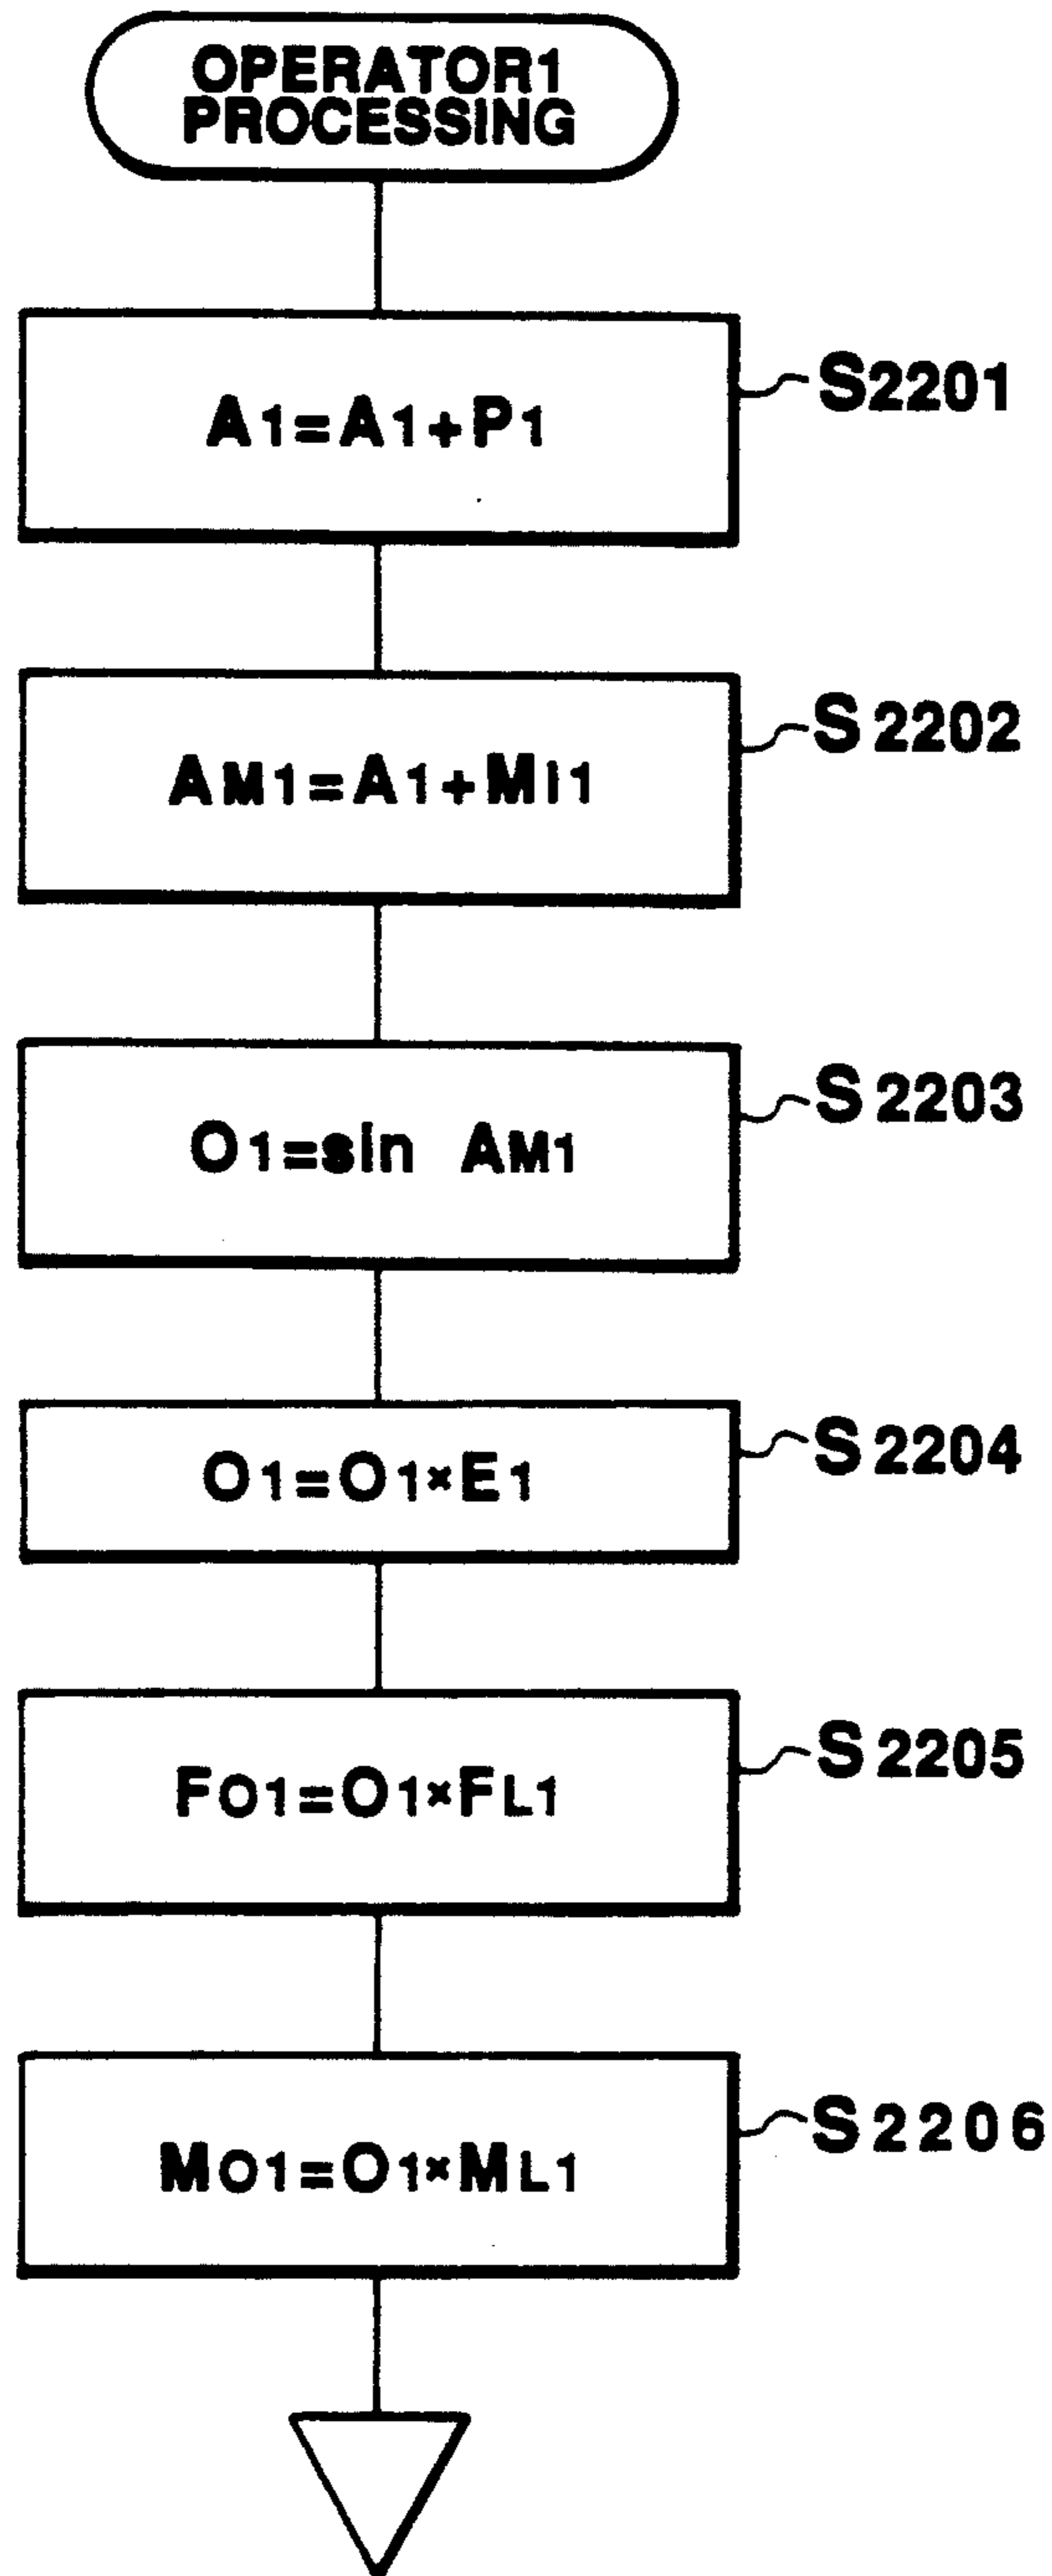 OPERATOR1
PROCESSING
A1=A1+P1
S2201
AM1=A1+MI1
S2202
O1=sin AM1
S2203
O1=O1×E1
S2204
FO1=O1×FL1
S2205
MO1=O1×ML1
S2206